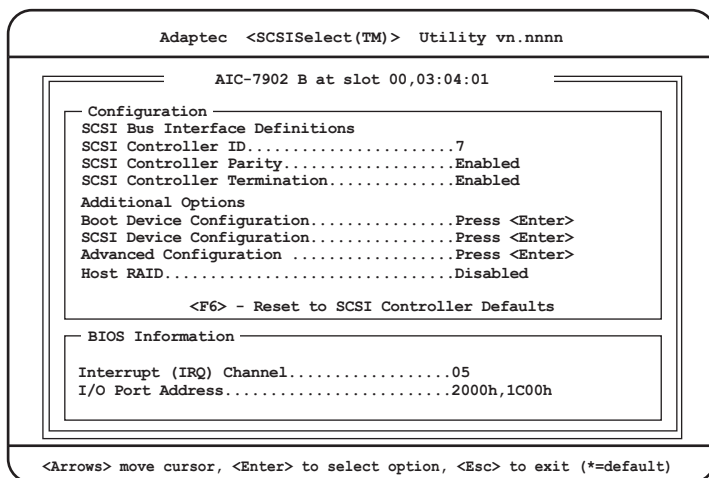 Adaptec <SCSISelect(TM)> Utility vn.nnnn
AIC-7902 B at slot 00,03:04:01
Configuration
SCSI Bus Interface Definitions
SCSI Controller ID.......................7
SCSI Controller Parity...................Enabled
SCSI Controller Termination..............Enabled
Additional Options
Boot Device Configuration................Press <Enter>
SCSI Device Configuration................Press <Enter>
Advanced Configuration ..................Press <Enter>
Host RAID................................Disabled
<F6> - Reset to SCSI Controller Defaults
BIOS Information
Interrupt (IRQ) Channel..................05
I/O Port Address.........................2000h,1C00h
<Arrows> move cursor, <Enter> to select option, <Esc> to exit (*=default)